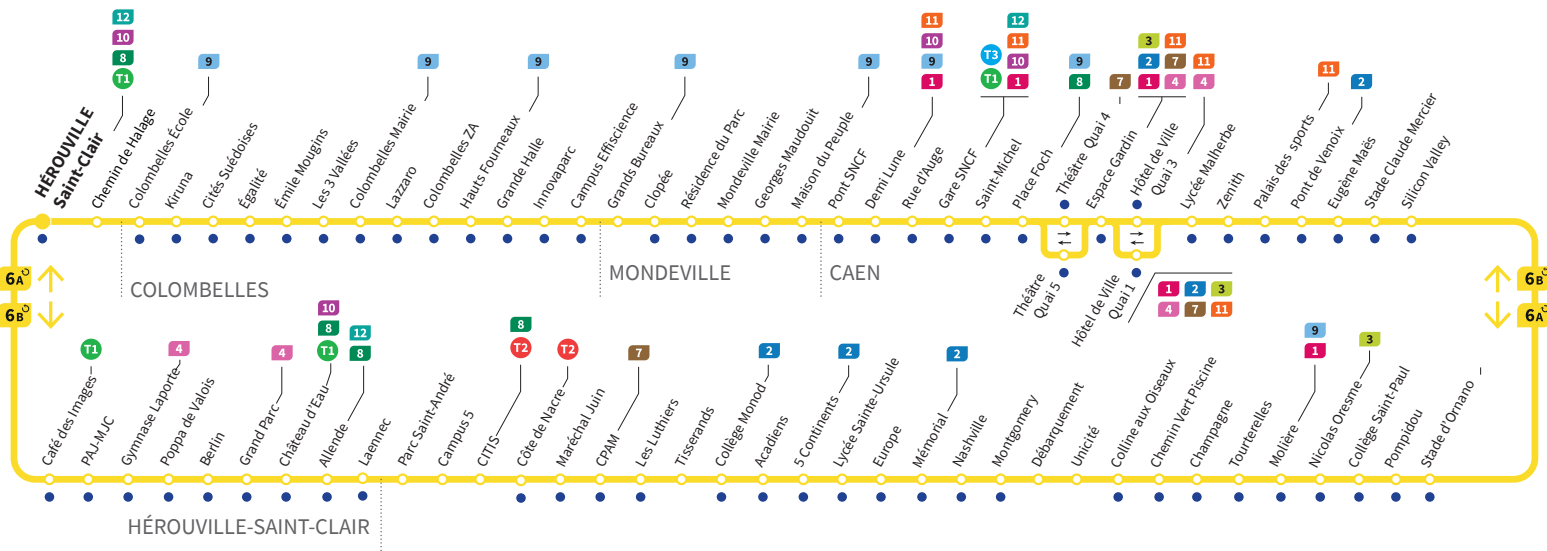 12
10
8
T1
HÉROUVILLE
Saint-Clair
Chemin de Halage
9
Colombelles École
Kiruna
Cités Suédoises
Égalité
Émile Mougins
Les 3 Vallées
9
Colombelles Mairie
Lazzaro
Colombelles ZA
9
Hauts Fourneaux
Grande Halle
Innovaparc
Campus Effiscience
9
Grands Bureaux
Clopée
Résidence du Parc
Mondeville Mairie
Georges Maudouit
9
Maison du Peuple
Pont SNCF
11
10
9
1
Demi Lune
Rue d'Auge
T3
T1
12
11
10
1
Gare SNCF
Saint-Michel
9
8
Place Foch
7
Théâtre Quai 4
Espace Gardin
3
2
1
11
7
4
Hôtel de Ville
Quai 3
11
4
Lycée Malherbe
Zenith
11
Palais des sports
2
Pont de Venoix
Eugène Maës
Stade Claude Mercier
Silicon Valley
6A
6B
COLOMBELLES
MONDEVILLE
CAEN
Théâtre
Quai 5
Hôtel de Ville
Quai 1
1 2 3
4 7 11
6B
6A
T1
Café des Images
PAJ-MJC
4
Gymnase Laporte
Poppa de Valois
Berlin
4
Grand Parc
10
8
T1
Château d'Eau
12
8
Allende
Laennec
Parc Saint-André
Campus 5
8
T2
CITIS
T2
Côte de Nacre
Maréchal Juin
7
CPAM
Les Luthiers
Tisserands
2
Collège Monod
Acadiens
2
5 Continents
Lycée Sainte-Ursule
Europe
2
Mémorial
Nashville
Montgomery
Débarquement
Unicité
Colline aux Oiseaux
Chemin Vert Piscine
Champagne
Tourterelles
9
1
Molière
3
Nicolas Oresme
Collège Saint-Paul
Pompidou
Stade d'Ornano
HÉROUVILLE-SAINT-CLAIR